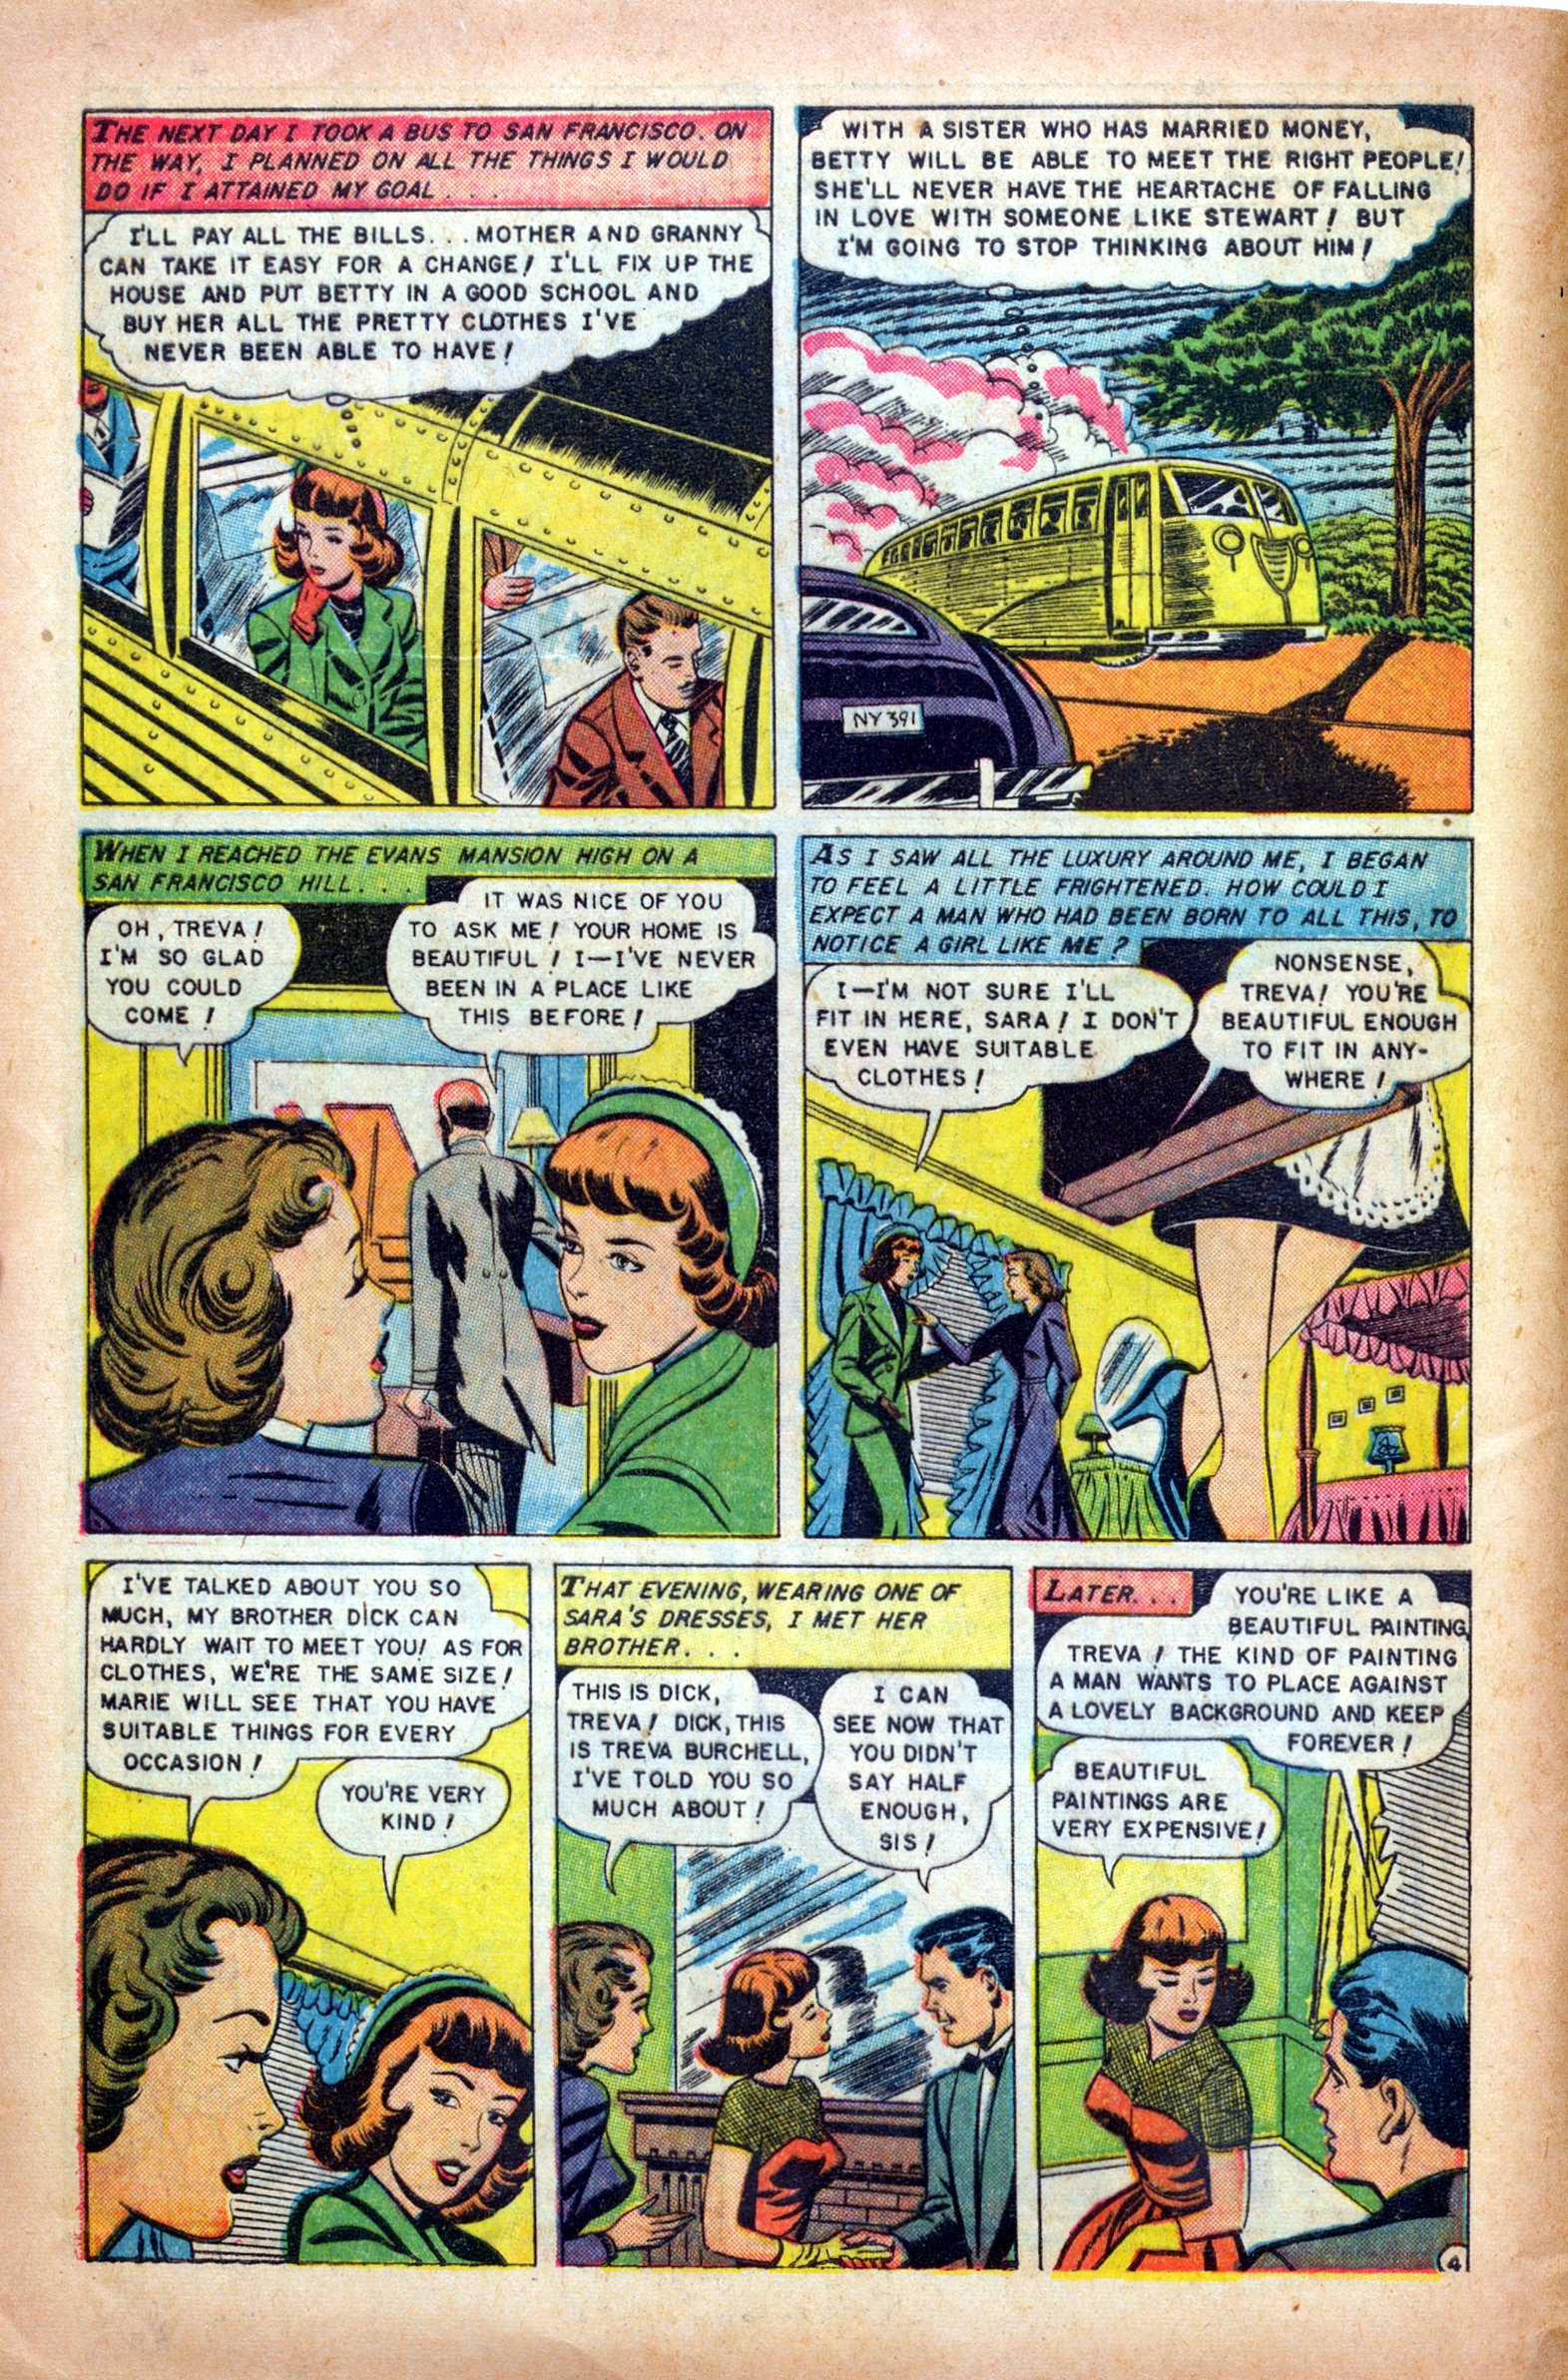 THE NEXT DAY I TOOK A BUS TO SAN FRANCISCO. ON
THE WAY, I PLANNED ON ALL THE THINGS I WOULD
DO IF I ATTAINED MY GOAL . . .
I'LL PAY ALL THE BILLS. . . MOTHER AND GRANNY
CAN TAKE IT EASY FOR A CHANGE! I'LL FIX UP THE
HOUSE AND PUT BETTY IN A GOOD SCHOOL AND
BUY HER ALL THE PRETTY CLOTHES I'VE
NEVER BEEN ABLE TO HAVE!
WITH A SISTER WHO HAS MARRIED MONEY,
BETTY WILL BE ABLE TO MEET THE RIGHT PEOPLE!
SHE'LL NEVER HAVE THE HEARTACHE OF FALLING
IN LOVE WITH SOMEONE LIKE STEWART! BUT
I'M GOING TO STOP THINKING ABOUT HIM!
NY 391
WHEN I REACHED THE EVANS MANSION HIGH ON A
SAN FRANCISCO HILL. . . .
OH, TREVA!
I'M SO GLAD
YOU COULD
COME!
IT WAS NICE OF YOU
TO ASK ME! YOUR HOME IS
BEAUTIFUL! I—I'VE NEVER
BEEN IN A PLACE LIKE
THIS BEFORE!
AS I SAW ALL THE LUXURY AROUND ME, I BEGAN
TO FEEL A LITTLE FRIGHTENED. HOW COULD I
EXPECT A MAN WHO HAD BEEN BORN TO ALL THIS, TO
NOTICE A GIRL LIKE ME?
I—I'M NOT SURE I'LL
FIT IN HERE, SARA! I DON'T
EVEN HAVE SUITABLE
CLOTHES!
NONSENSE,
TREVA! YOU'RE
BEAUTIFUL ENOUGH
TO FIT IN ANY-
WHERE!
I'VE TALKED ABOUT YOU SO
MUCH, MY BROTHER DICK CAN
HARDLY WAIT TO MEET YOU! AS FOR
CLOTHES, WE'RE THE SAME SIZE!
MARIE WILL SEE THAT YOU HAVE
SUITABLE THINGS FOR EVERY
OCCASION!
YOU'RE VERY
KIND!
THAT EVENING, WEARING ONE OF
SARA'S DRESSES, I MET HER
BROTHER. . .
THIS IS DICK,
TREVA! DICK, THIS
IS TREVA BURCHELL,
I'VE TOLD YOU SO
MUCH ABOUT!
I CAN
SEE NOW THAT
YOU DIDN'T
SAY HALF
ENOUGH,
SIS!
LATER. . .
YOU'RE LIKE A
BEAUTIFUL PAINTING,
TREVA! THE KIND OF PAINTING
A MAN WANTS TO PLACE AGAINST
A LOVELY BACKGROUND AND KEEP
FOREVER!
BEAUTIFUL
PAINTINGS ARE
VERY EXPENSIVE!
4